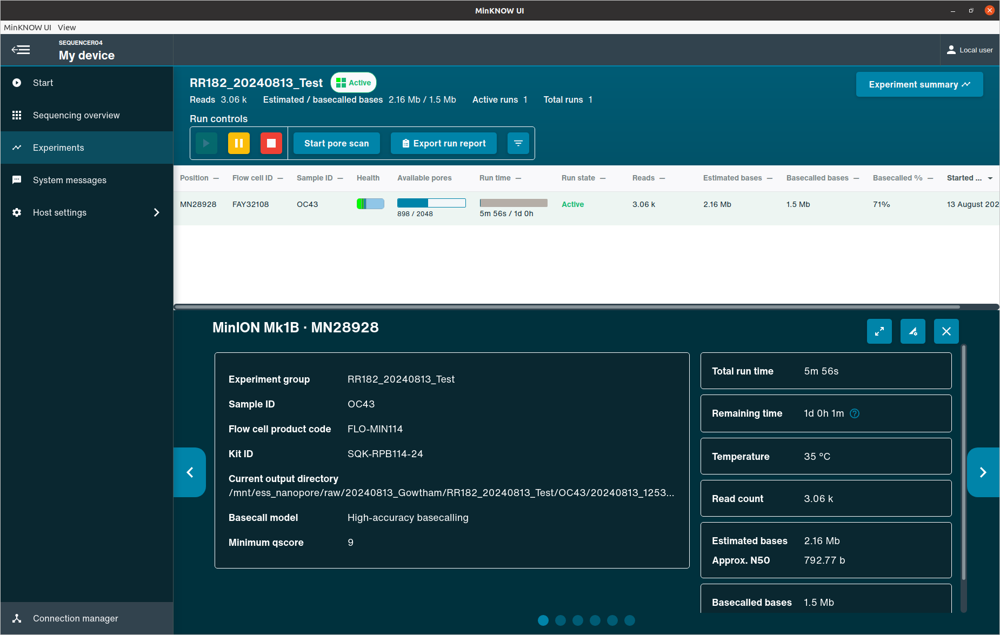 MinKNOW UI
MinKNOW UI View
SEQUENCER04
My device
Local user
Start
Sequencing overview
Experiments
System messages
Host settings
Connection manager
RR182_20240813_Test Active
Experiment summary
Reads 3.06 k Estimated / basecalled bases 2.16 Mb / 1.5 Mb Active runs 1 Total runs 1
Run controls
Start pore scan Export run report
Position — Flow cell ID — Sample ID — Health Available pores Run time — Run state — Reads — Estimated bases — Basecalled bases — Basecalled % — Started ...
MN28928 FAY32108 OC43 898 / 2048 5m 56s / 1d 0h Active 3.06 k 2.16 Mb 1.5 Mb 71% 13 August 202
MinION Mk1B · MN28928
Experiment group RR182_20240813_Test
Sample ID OC43
Flow cell product code FLO-MIN114
Kit ID SQK-RPB114-24
Current output directory
/mnt/ess_nanopore/raw/20240813_Gowtham/RR182_20240813_Test/OC43/20240813_1253...
Basecall model High-accuracy basecalling
Minimum qscore 9
Total run time 5m 56s
Remaining time 1d 0h 1m ?
Temperature 35 °C
Read count 3.06 k
Estimated bases 2.16 Mb
Approx. N50 792.77 b
Basecalled bases 1.5 Mb